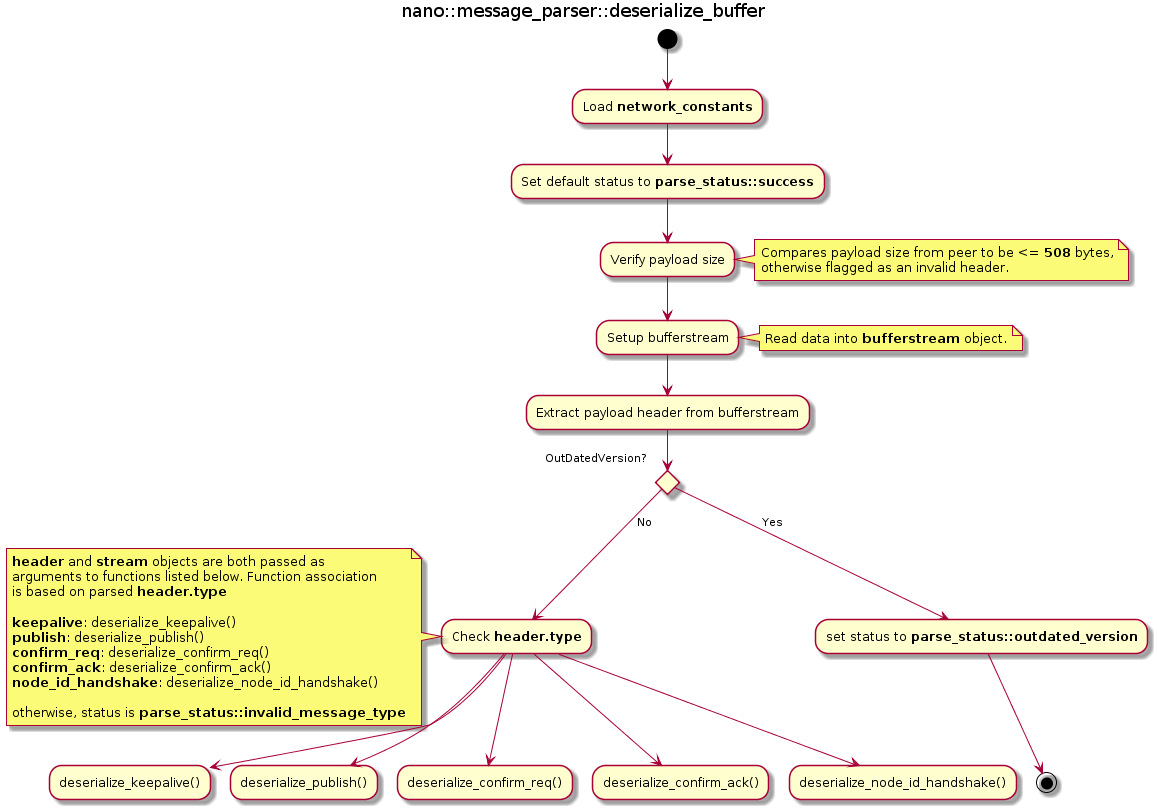 nano::message_parser::deserialize_buffer
Load network_constants
Set default status to parse_status::success
Verify payload size
Compares payload size from peer to be <= 508 bytes,
otherwise flagged as an invalid header.
Setup bufferstream
Read data into bufferstream object.
Extract payload header from bufferstream
OutDatedVersion?
No
Yes
header and stream objects are both passed as
arguments to functions listed below. Function association
is based on parsed header.type
keepalive: deserialize_keepalive()
publish: deserialize_publish()
confirm_req: deserialize_confirm_req()
confirm_ack: deserialize_confirm_ack()
node_id_handshake: deserialize_node_id_handshake()
otherwise, status is parse_status::invalid_message_type
Check header.type
set status to parse_status::outdated_version
deserialize_keepalive()
deserialize_publish()
deserialize_confirm_req()
deserialize_confirm_ack()
deserialize_node_id_handshake()